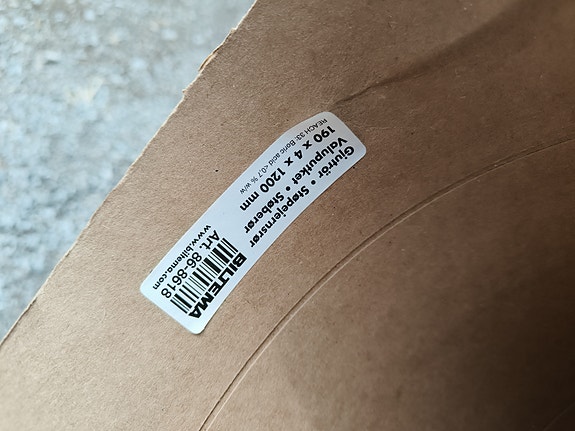 Gjutrör • Støpejernsrør
Valuputket • Støberør
190 x 4 x 1200 mm
REACH 33: Boric acid <0,7 % w/w
BILTEMA
Art. 86-8618
www.biltema.com